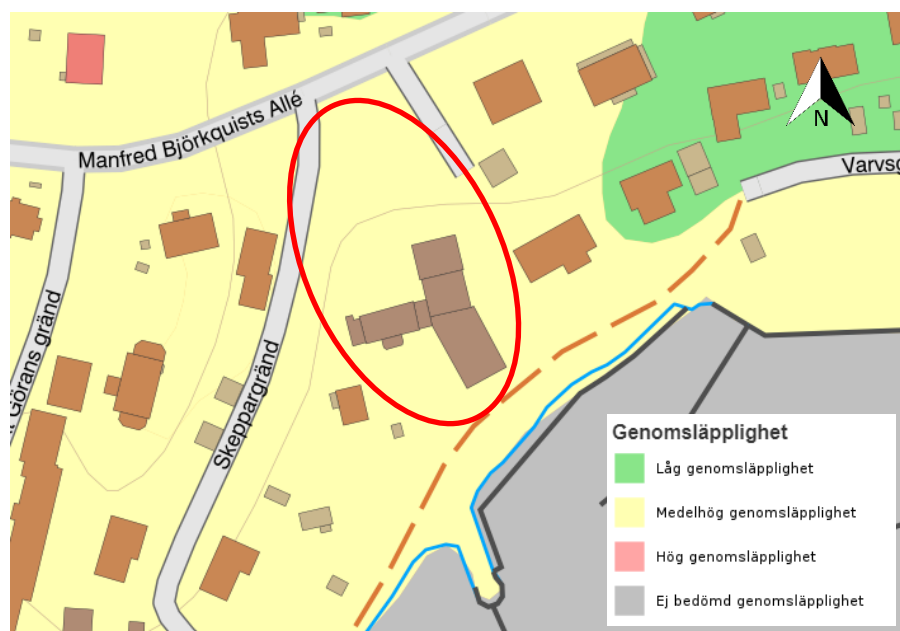 Manfred Björkquists Allé
N
Varvsg
Görans gränd
Skeppargränd
Genomsläpplighet
Låg genomsläpplighet
Medelhög genomsläpplighet
Hög genomsläpplighet
Ej bedömd genomsläpplighet